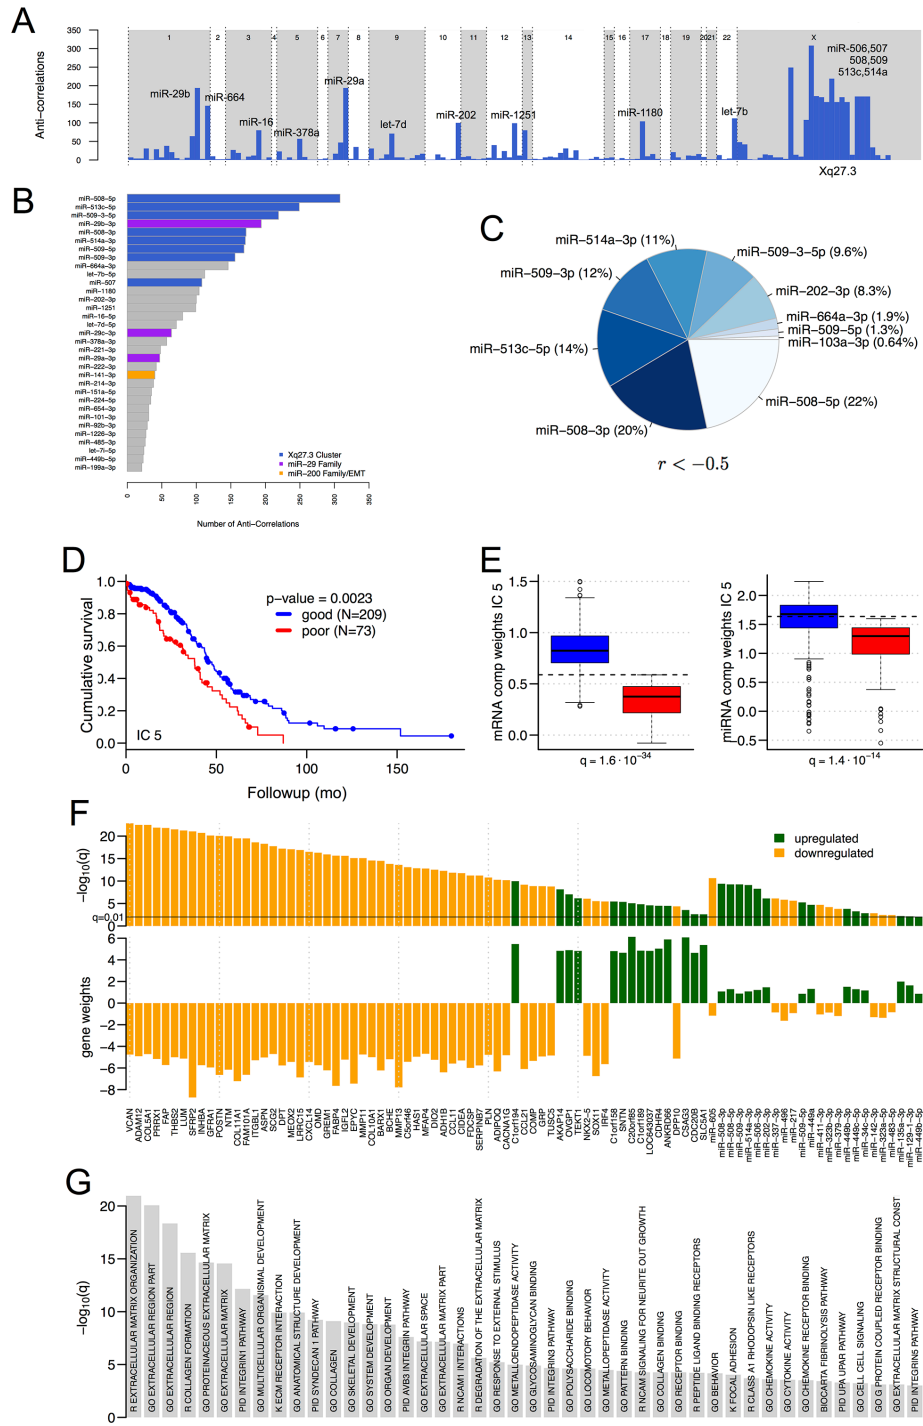 A
Anti-correlations
350
300
250
200
150
100
50
0
1
2
3
4
5
6
7
8
9
10
11
12
13
14
15
16
17
18
19
20
21
22
X
miR-29b
miR-664
miR-16
miR-378a
miR-29a
let-7d
miR-202
miR-1251
miR-1180
let-7b
miR-506,507
508,509
513c,514a
Xq27.3
B
miR-508-5p
miR-513c-5p
miR-509-3-5p
miR-29b-3p
miR-508-3p
miR-514a-3p
miR-509-5p
miR-509-3p
miR-664a-3p
let-7b-5p
miR-507
miR-1180
miR-202-3p
miR-1251
miR-16-5p
let-7d-5p
miR-29c-3p
miR-378a-3p
miR-221-3p
miR-29a-3p
miR-222-3p
miR-141-3p
miR-214-3p
miR-151a-5p
miR-224-5p
miR-654-3p
miR-101-3p
miR-92b-3p
miR-1226-3p
miR-485-3p
let-7i-5p
miR-449b-5p
miR-199a-3p
Xq27.3 Cluster
miR-29 Family
miR-200 Family/EMT
0
50
100
150
200
250
300
350
Number of Anti-Correlations
C
miR-514a-3p (11%)
miR-509-3-5p (9.6%)
miR-509-3p (12%)
miR-202-3p (8.3%)
miR-664a-3p (1.9%)
miR-509-5p (1.3%)
miR-103a-3p (0.64%)
miR-513c-5p (14%)
miR-508-5p (22%)
miR-508-3p (20%)
r < −0.5
D
Cumulative survival
1.0
0.8
0.6
0.4
0.2
0.0
p-value = 0.0023
good (N=209)
poor (N=73)
IC 5
0
50
100
150
Followup (mo)
E
mRNA comp weights IC 5
1.5
1.0
0.5
0.0
q = 1.6 · 10−34
miRNA comp weights IC 5
2.0
1.5
1.0
0.5
0.0
−0.5
q = 1.4 · 10−14
F
−log10(q)
20
15
10
5
q=0.01
0
upregulated
downregulated
gene weights
6
4
2
0
−2
−4
−6
−8
VCAN
ADAM12
COL5A1
PRRX1
FAP
THBS2
LUM
SFRP2
INHBA
GFRA1
POSTN
NTM
COL11A1
FAM101A
ITGBL1
ASPN
SCG2
DPT
MEOX2
LRRC15
CXCL14
OMD
GREM1
FABP4
IGFL2
EPYC
MMP11
COL10A1
BARX1
BCHE
MMP13
C5orf46
HAS1
MFAP4
DIO2
ADH1B
CCL11
CIDEA
FDCSP
SERPINB7
PLN
ADIPOQ
CACNA1G
C1orf194
CCL21
COMP
GRP
TUSC5
AKAP14
OVGP1
TEKT1
NKX2-5
SOX11
IRF4
C1orf158
SNTN
C20orf85
C1orf189
LOC643037
CDHR4
ANKRD66
DPP10
CSAG3
CDC20B
SLC5A1
miR-605
miR-508-3p
miR-508-5p
miR-509-5p
miR-514a-3p
miR-506-3p
miR-202-3p
miR-337-3p
miR-496
miR-217
miR-509-3-5p
miR-449a
miR-411-3p
miR-323b-3p
miR-379-3p
miR-449b-3p
miR-449c-5p
miR-34c-5p
miR-142-3p
miR-323a-3p
miR-483-5p
miR-135a-5p
miR-129-1-3p
miR-449b-5p
G
−log10(q)
20
15
10
5
0
R EXTRACELLULAR MATRIX ORGANIZATION
GO EXTRACELLULAR REGION PART
GO EXTRACELLULAR REGION
R COLLAGEN FORMATION
GO PROTEINACEOUS EXTRACELLULAR MATRIX
GO EXTRACELLULAR MATRIX
PID INTEGRIN1 PATHWAY
GO MULTICELLULAR ORGANISMAL DEVELOPMENT
K ECM RECEPTOR INTERACTION
GO ANATOMICAL STRUCTURE DEVELOPMENT
PID SYNDECAN 1 PATHWAY
GO COLLAGEN
GO SKELETAL DEVELOPMENT
GO SYSTEM DEVELOPMENT
GO ORGAN DEVELOPMENT
PID AVB3 INTEGRIN PATHWAY
GO EXTRACELLULAR SPACE
GO EXTRACELLULAR MATRIX PART
R NCAM1 INTERACTIONS
R DEGRADATION OF THE EXTRACELLULAR MATRIX
GO RESPONSE TO EXTERNAL STIMULUS
GO METALLOENDOPEPTIDASE ACTIVITY
GO GLYCOSAMINOGLYCAN BINDING
PID INTEGRIN3 PATHWAY
GO POLYSACCHARIDE BINDING
GO LOCOMOTORY BEHAVIOR
GO METALLOPEPTIDASE ACTIVITY
GO PATTERN BINDING
R NCAM SIGNALING FOR NEURITE OUT GROWTH
GO COLLAGEN BINDING
GO RECEPTOR BINDING
R PEPTIDE LIGAND BINDING RECEPTORS
GO BEHAVIOR
K FOCAL ADHESION
R CLASS A1 RHODOPSIN LIKE RECEPTORS
GO CHEMOKINE ACTIVITY
GO CYTOKINE ACTIVITY
GO CHEMOKINE RECEPTOR BINDING
BIOCARTA FIBRINOLYSIS PATHWAY
PID UPA UPAR PATHWAY
GO CELL CELL SIGNALING
GO G PROTEIN COUPLED RECEPTOR BINDING
GO EXTRACELLULAR MATRIX STRUCTURAL CONST
PID INTEGRIN2 PATHWAY